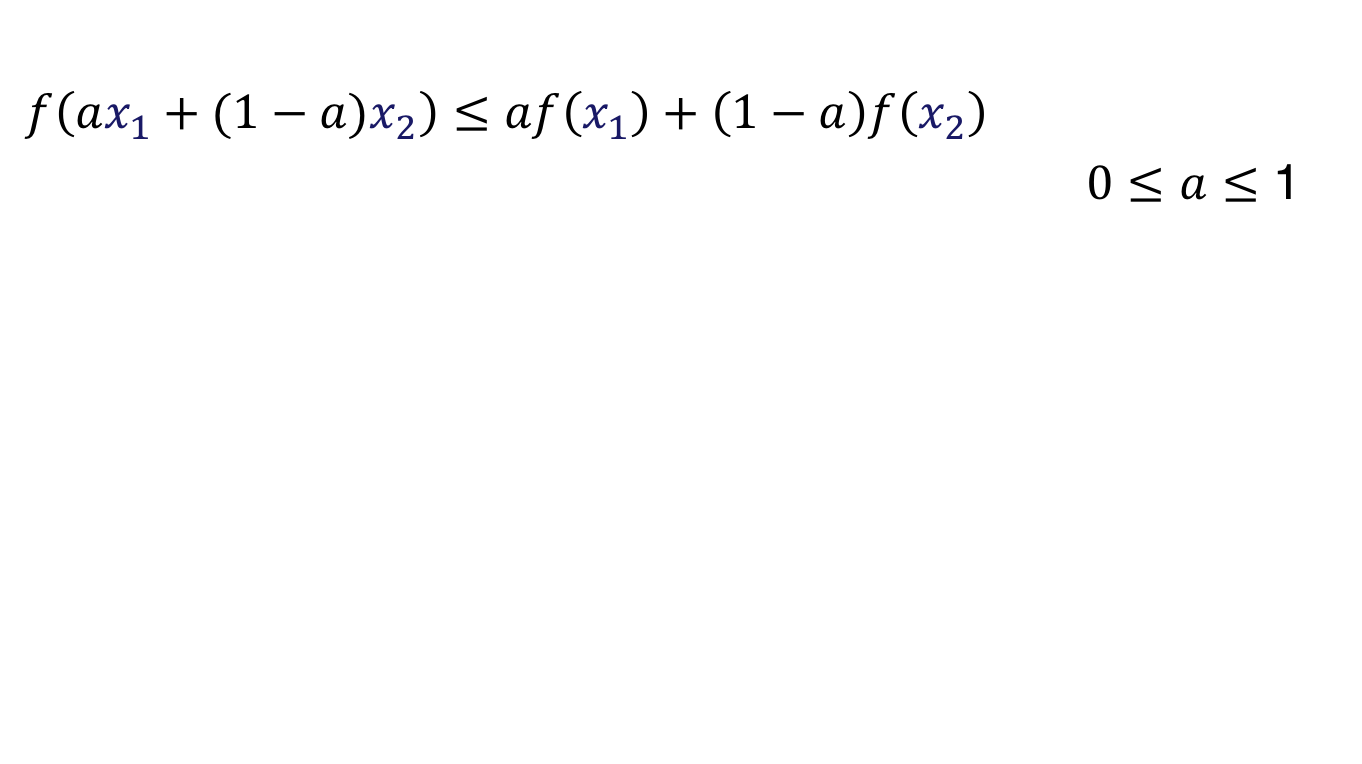 𝑓(𝑎𝑥₁ + (1 − 𝑎)𝑥₂) ≤ 𝑎𝑓(𝑥₁) + (1 − 𝑎)𝑓(𝑥₂)
0 ≤ 𝑎 ≤ 1